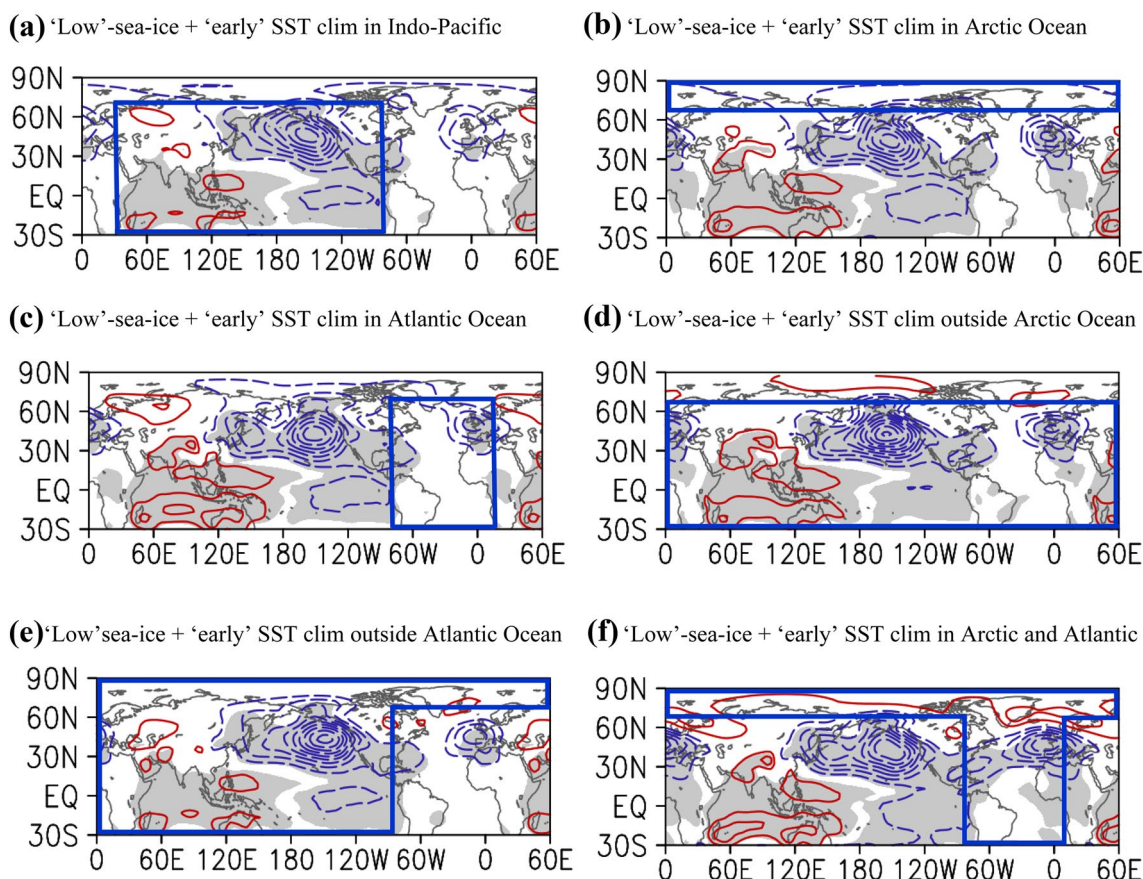 (a) ‘Low’-sea-ice + ‘early’ SST clim in Indo-Pacific
90N
60N
30N
EQ
30S
0 60E 120E 180 120W 60W 0 60E
(b) ‘Low’-sea-ice + ‘early’ SST clim in Arctic Ocean
90N
60N
30N
EQ
30S
0 60E 120E 180 120W 60W 0 60E
(c) ‘Low’-sea-ice + ‘early’ SST clim in Atlantic Ocean
90N
60N
30N
EQ
30S
0 60E 120E 180 120W 60W 0 60E
(d) ‘Low’-sea-ice + ‘early’ SST clim outside Arctic Ocean
90N
60N
30N
EQ
30S
0 60E 120E 180 120W 60W 0 60E
(e) ‘Low’sea-ice + ‘early’ SST clim outside Atlantic Ocean
90N
60N
30N
EQ
30S
0 60E 120E 180 120W 60W 0 60E
(f) ‘Low’-sea-ice + ‘early’ SST clim in Arctic and Atlantic
90N
60N
30N
EQ
30S
0 60E 120E 180 120W 60W 0 60E